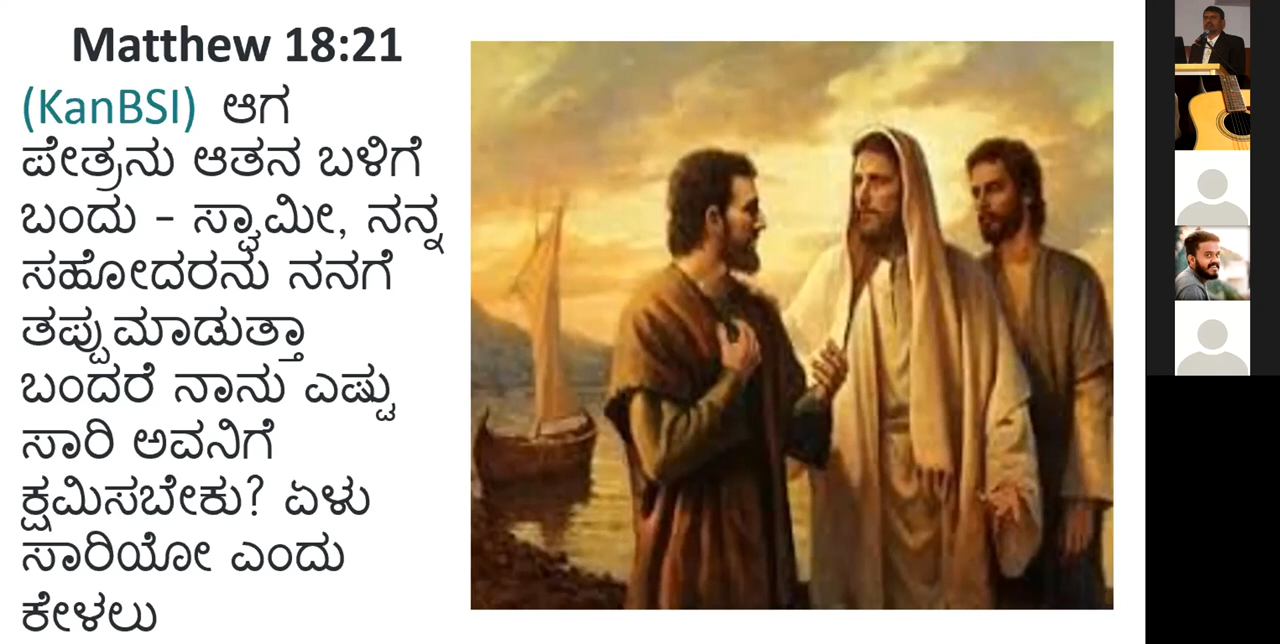 Matthew 18:21
(KanBSI) ಆಗ
ಪೇತ್ರನು ಆತನ ಬಳಿಗೆ
ಬಂದು - ಸ್ವಾಮೀ, ನನ್ನ
ಸಹೋದರನು ನನಗೆ
ತಪ್ಪುಮಾಡುತ್ತಾ
ಬಂದರೆ ನಾನು ಎಷ್ಟು
ಸಾರಿ ಅವನಿಗೆ
ಕ್ಷಮಿಸಬೇಕು? ಏಳು
ಸಾರಿಯೋ ಎಂದು
ಕೇಳಲು